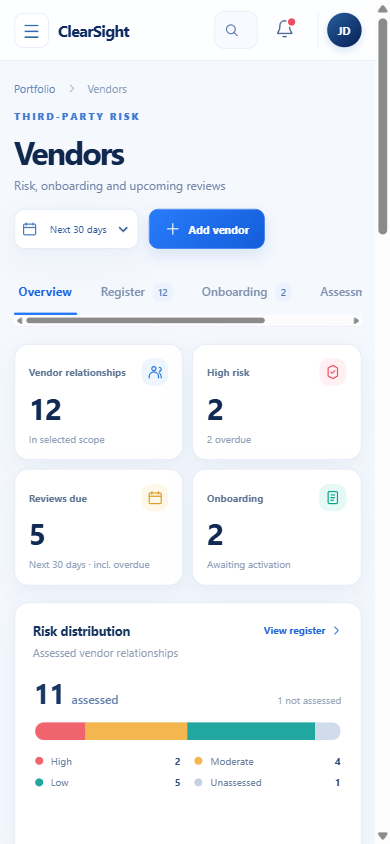 ClearSight
JD
Portfolio > Vendors
THIRD-PARTY RISK
Vendors
Risk, onboarding and upcoming reviews
Next 30 days
+ Add vendor
Overview Register 12 Onboarding 2 Assessm
Vendor relationships
12
In selected scope
High risk
2
2 overdue
Reviews due
5
Next 30 days · incl. overdue
Onboarding
2
Awaiting activation
Risk distribution
View register >
Assessed vendor relationships
11 assessed
1 not assessed
High 2
Moderate 4
Low 5
Unassessed 1